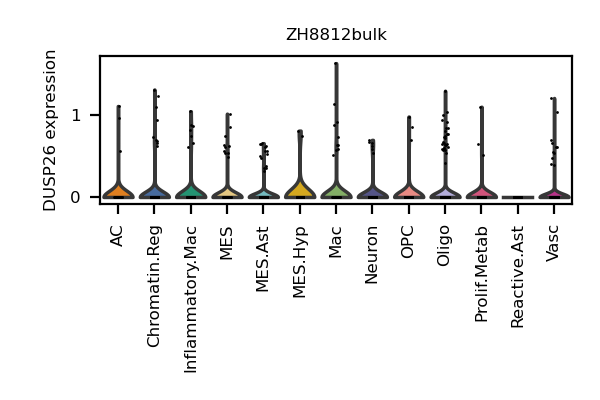 ZH8812bulk
DUSP26 expression
1
0
AC
Chromatin.Reg
Inflammatory.Mac
MES
MES.Ast
MES.Hyp
Mac
Neuron
OPC
Oligo
Prolif.Metab
Reactive.Ast
Vasc